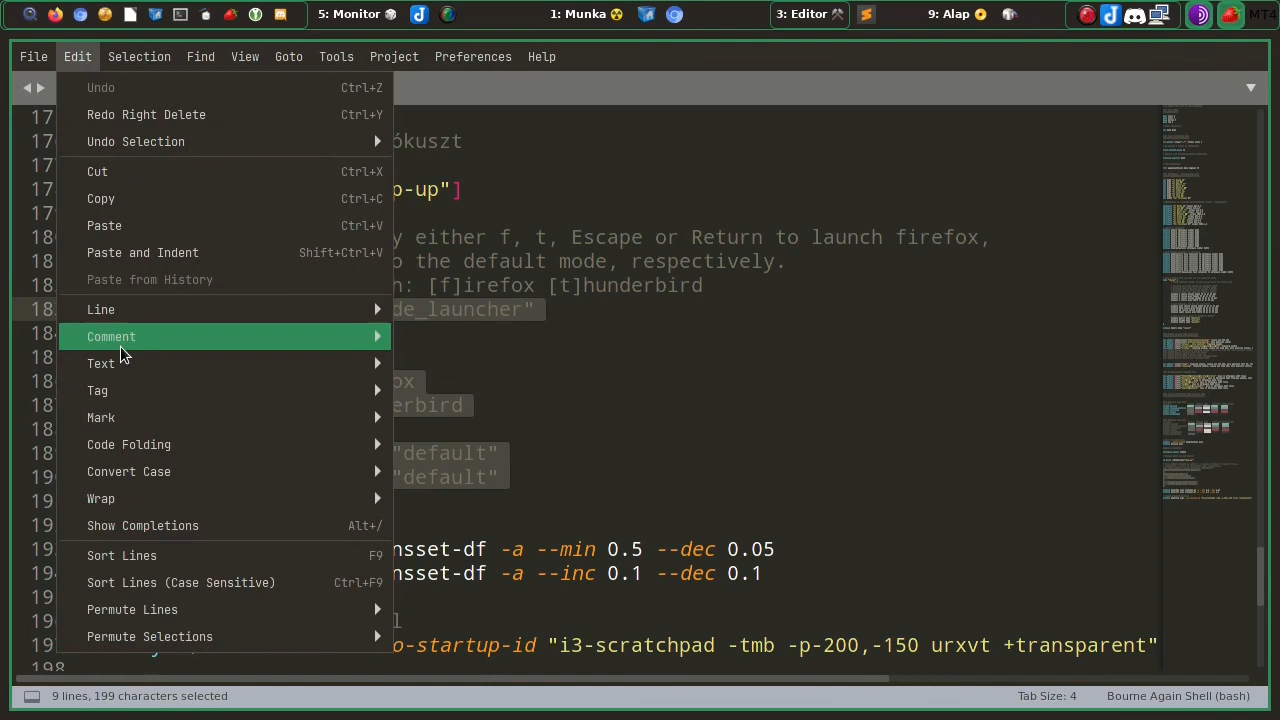 5: Monitor
1: Munka
3: Editor
9: Alap
MT4
File Edit Selection Find View Goto Tools Project Preferences Help
Undo Ctrl+Z
Redo Right Delete Ctrl+Y
Undo Selection
Cut Ctrl+X
Copy Ctrl+C
Paste Ctrl+V
Paste and Indent Shift+Ctrl+V
Paste from History
Line
Comment
Text
Tag
Mark
Code Folding
Convert Case
Wrap
Show Completions Alt+/
Sort Lines F9
Sort Lines (Case Sensitive) Ctrl+F9
Permute Lines
Permute Selections
ókuszt
p-up"]
y either f, t, Escape or Return to launch firefox,
o the default mode, respectively.
h: [f]irefox [t]hunderbird
de_launcher"
ox
erbird
"default"
"default"
nsset-df -a --min 0.5 --dec 0.05
nsset-df -a --inc 0.1 --dec 0.1
l
o-startup-id "i3-scratchpad -tmb -p-200,-150 urxvt +transparent"
198
9 lines, 199 characters selected
Tab Size: 4
Bourne Again Shell (bash)